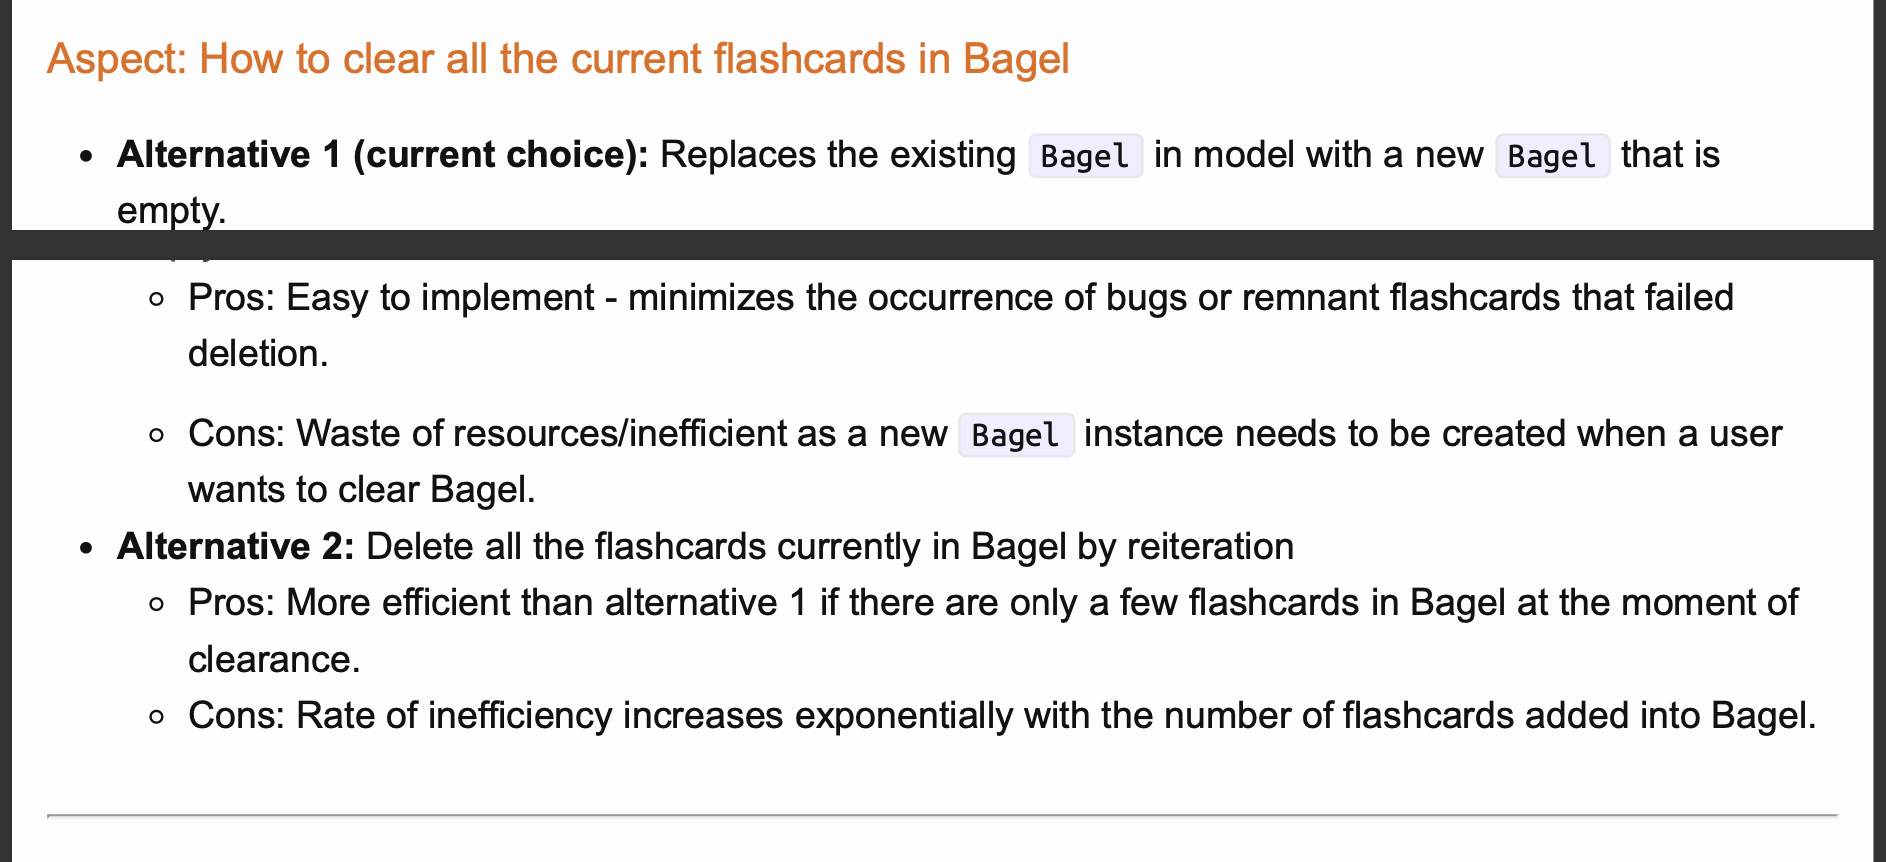 Aspect: How to clear all the current flashcards in Bagel
Alternative 1 (current choice): Replaces the existing Bagel in model with a new Bagel that is
empty.
Pros: Easy to implement - minimizes the occurrence of bugs or remnant flashcards that failed
deletion.
Cons: Waste of resources/inefficient as a new Bagel instance needs to be created when a user
wants to clear Bagel.
Alternative 2: Delete all the flashcards currently in Bagel by reiteration
Pros: More efficient than alternative 1 if there are only a few flashcards in Bagel at the moment of
clearance.
Cons: Rate of inefficiency increases exponentially with the number of flashcards added into Bagel.